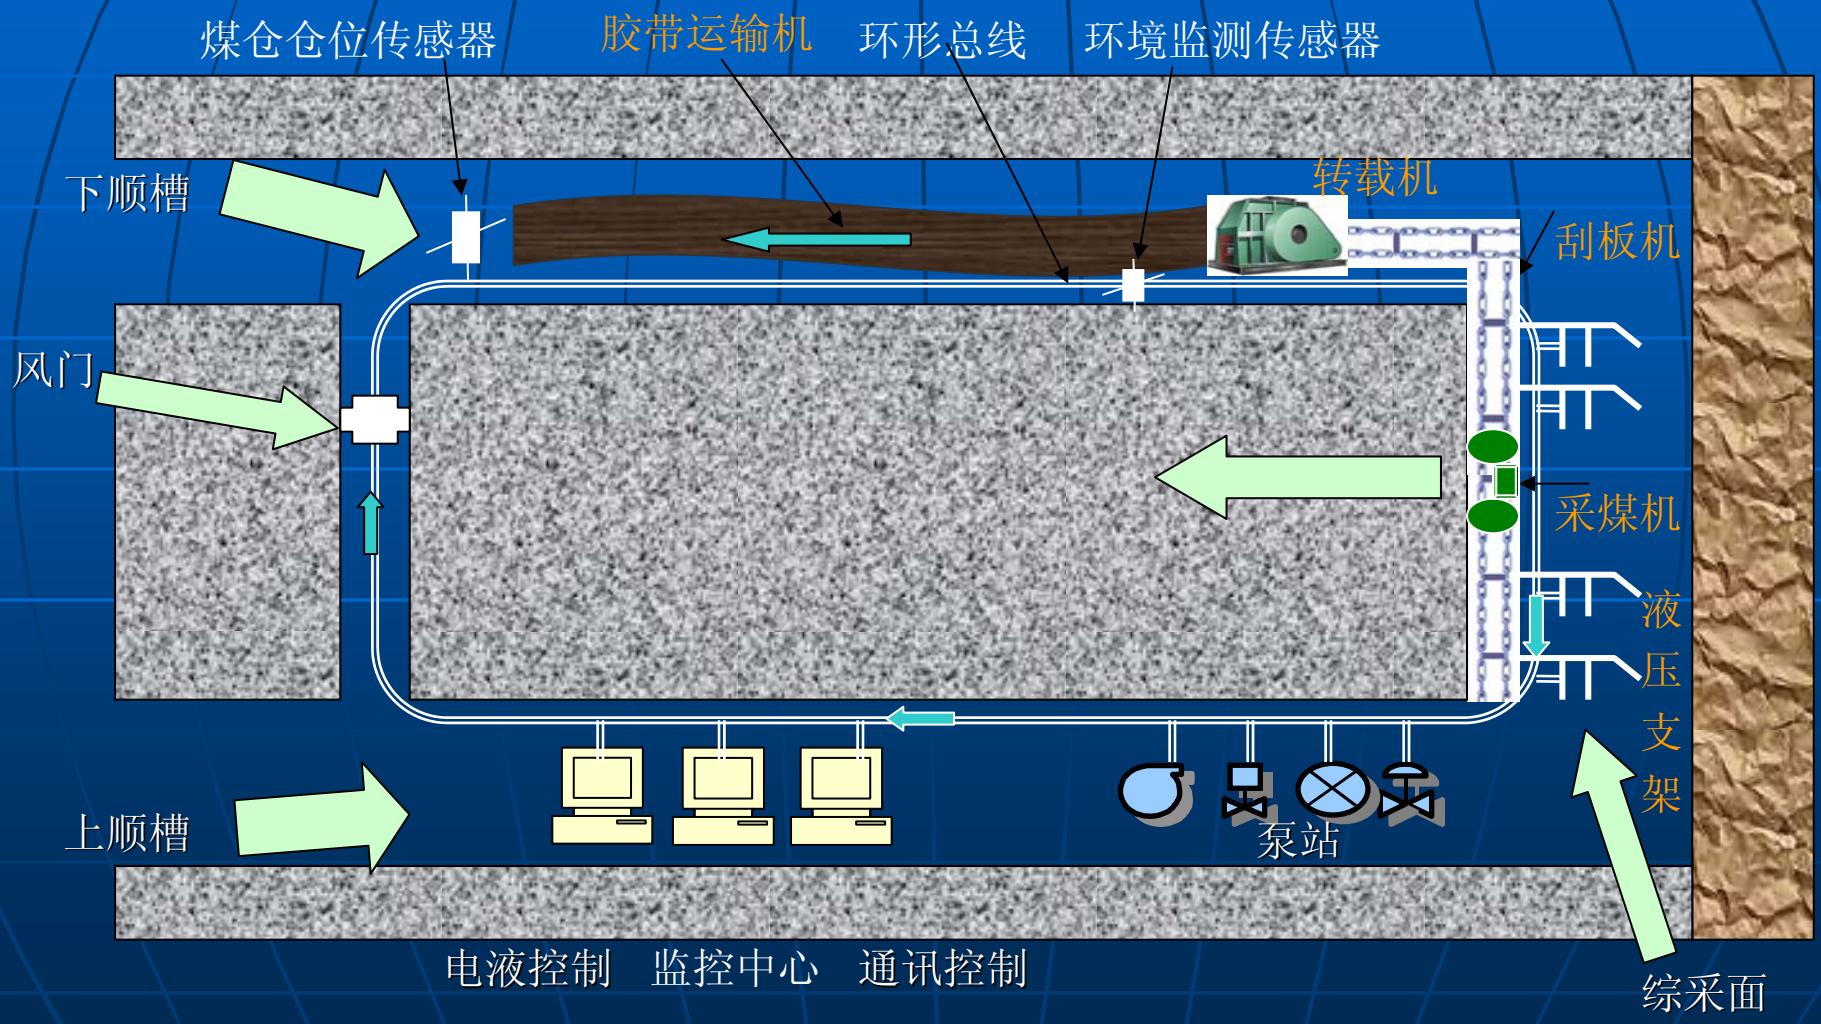 煤仓仓位传感器
胶带运输机
环形总线
环境监测传感器
转载机
下顺槽
刮板机
风门
采煤机
液
压
支
架
上顺槽
泵站
电液控制
监控中心
通讯控制
综采面